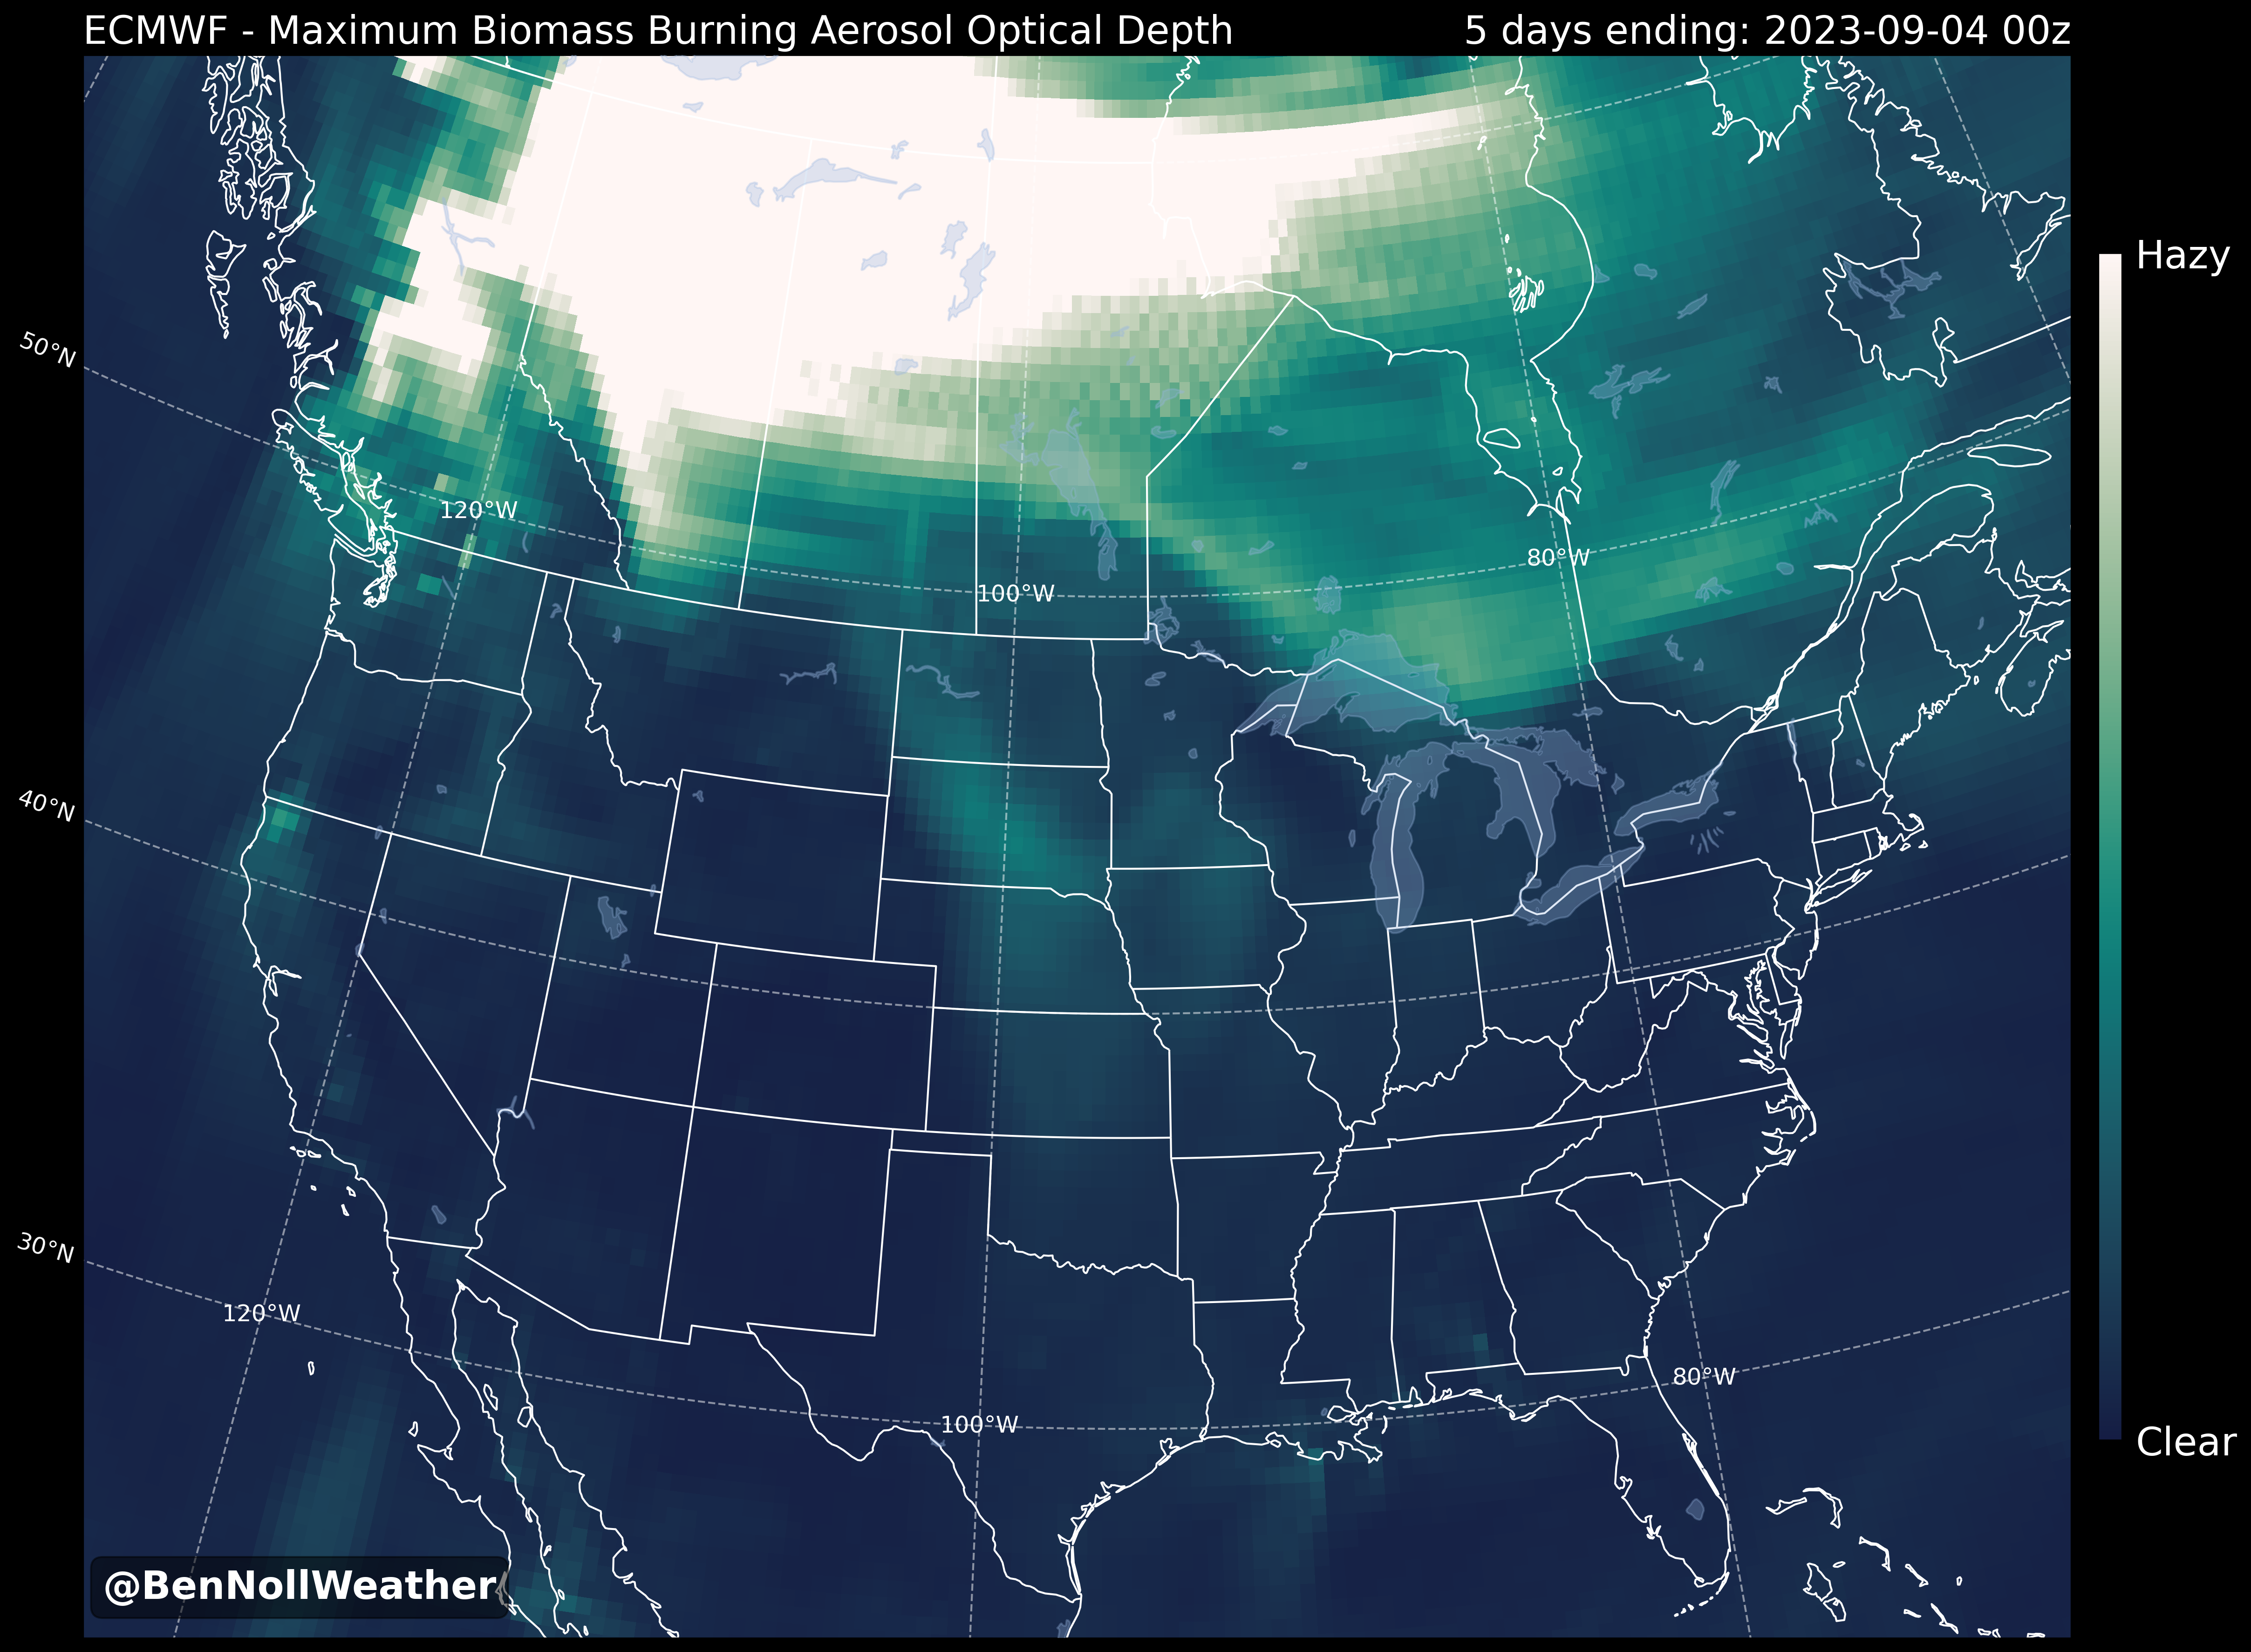 ECMWF - Maximum Biomass Burning Aerosol Optical Depth
5 days ending: 2023-09-04 00z
Hazy
50°N
120°W
80°W
100°W
40°N
30°N
120°W
80°W
100°W
Clear
@BenNollWeather